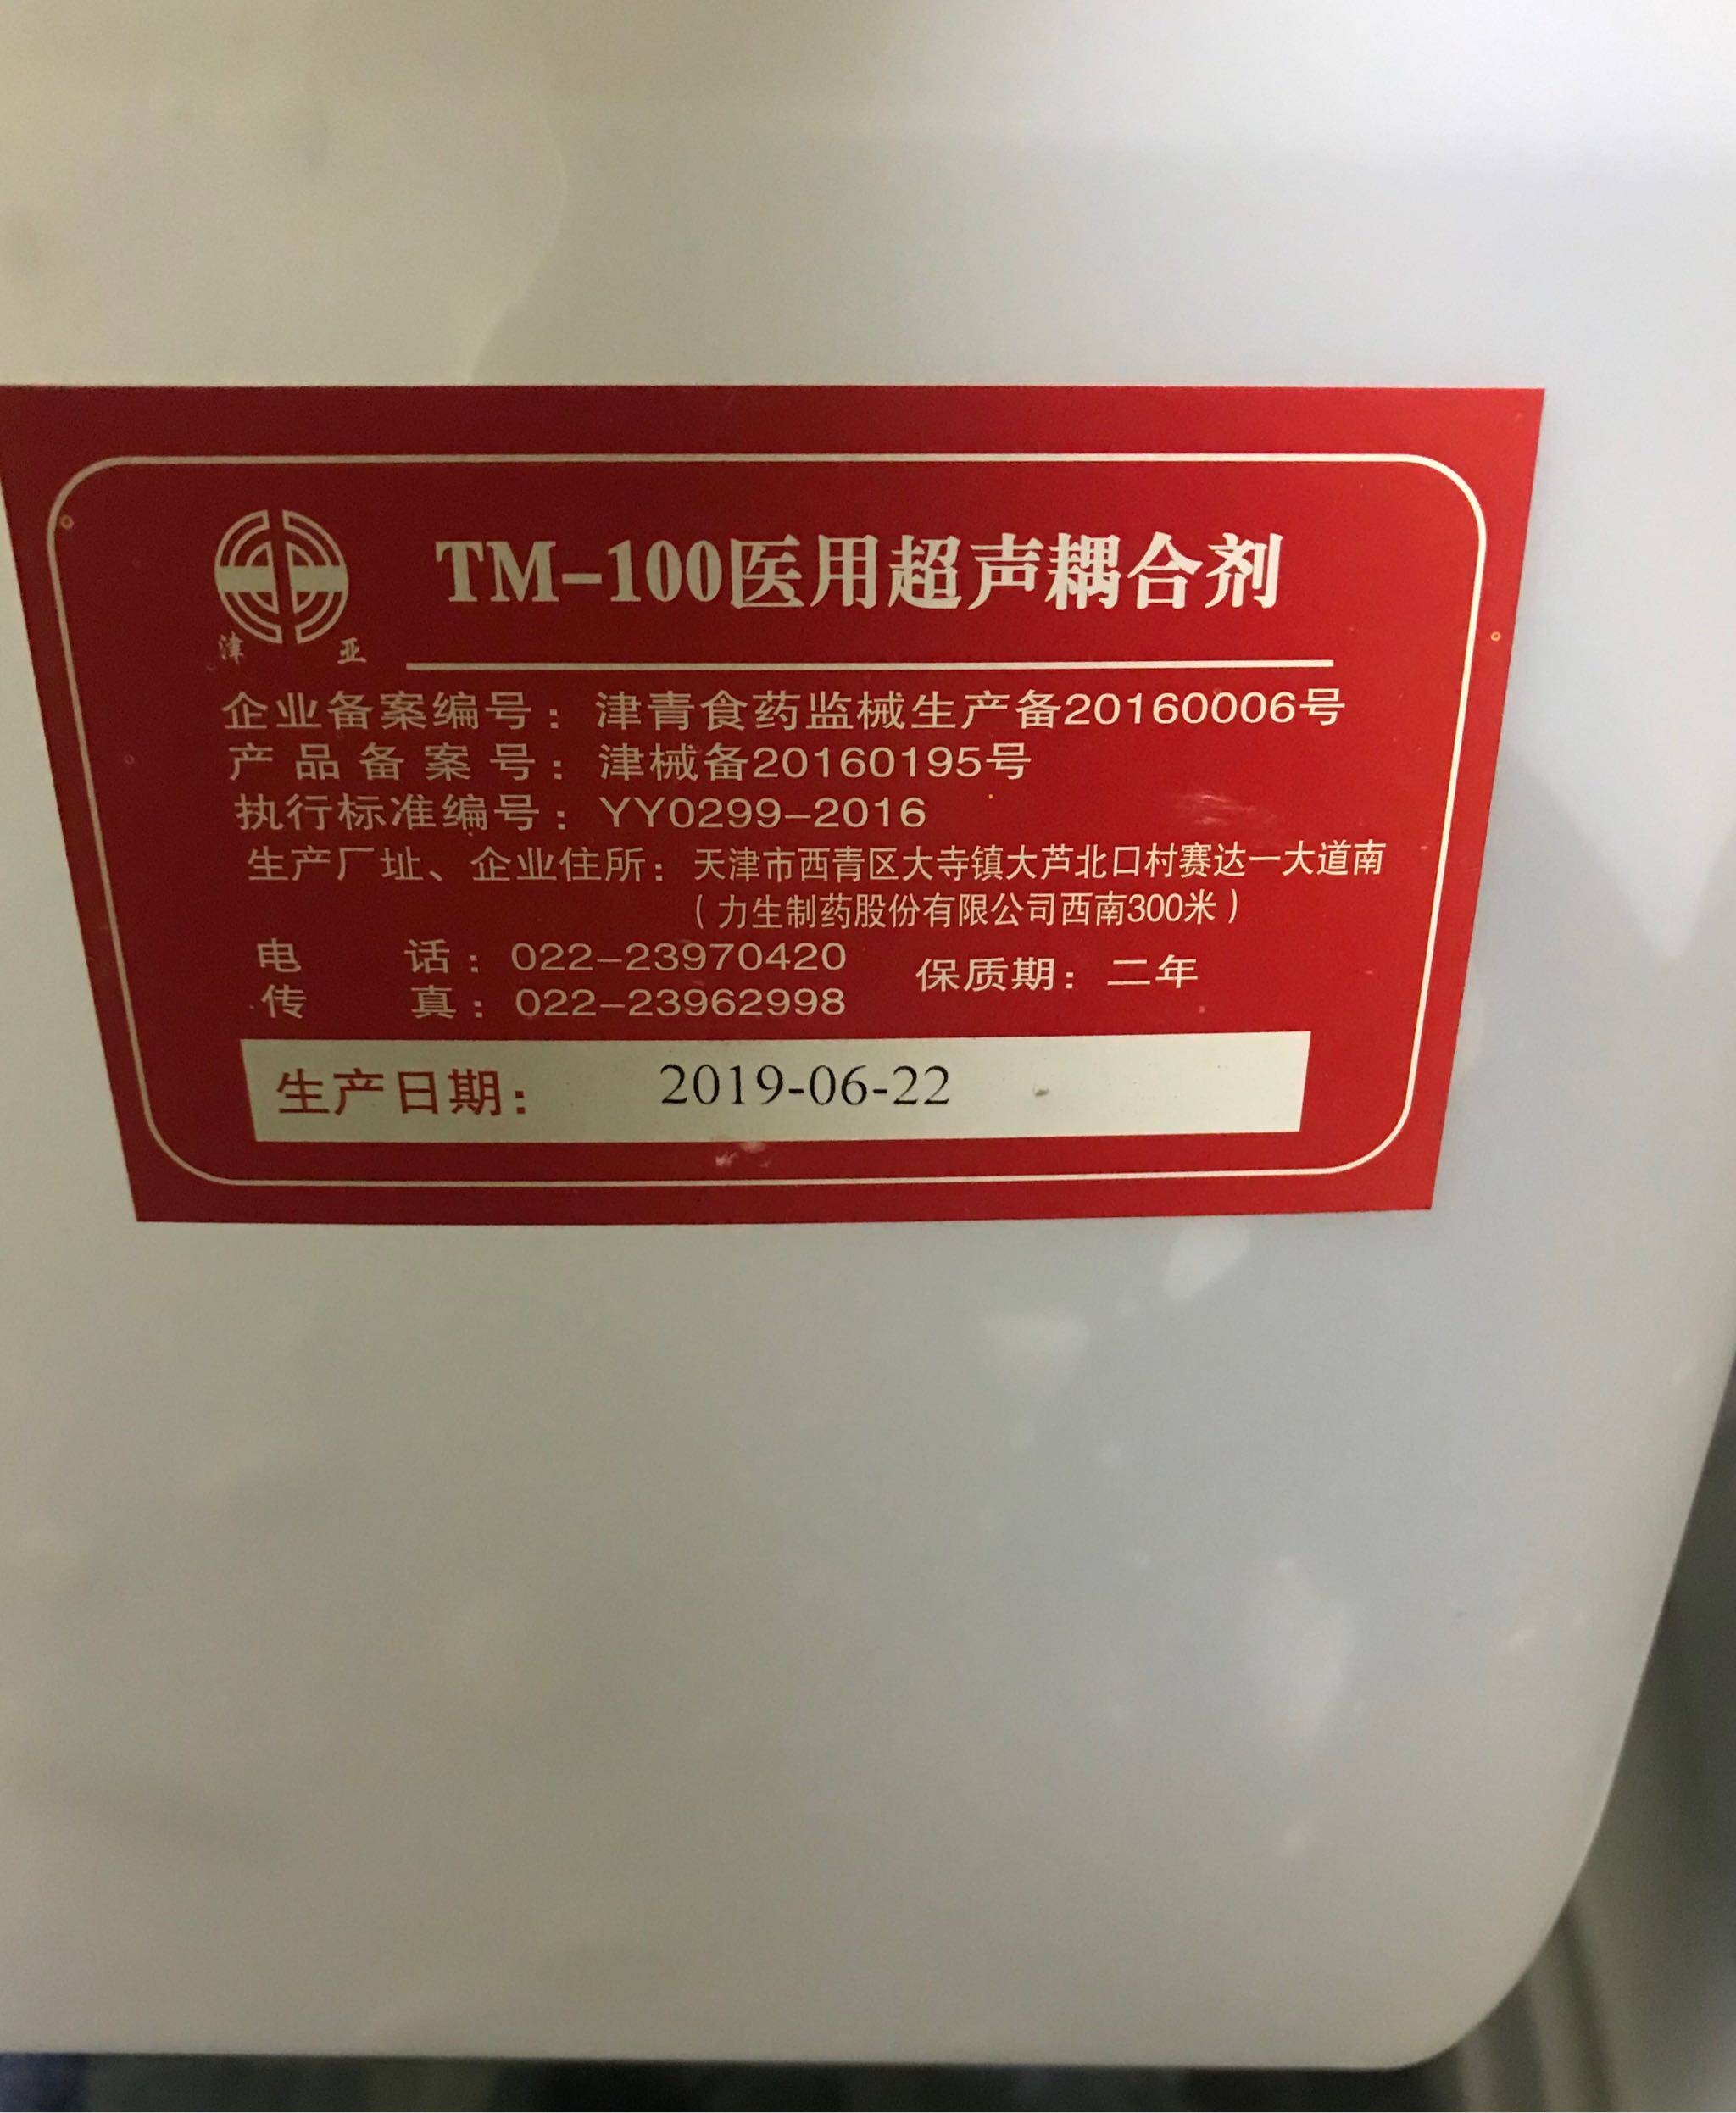 TM-100医用超声耦合剂
津 亚
企业备案编号：津青食药监械生产备20160006号
产品备案号：津械备20160195号
执行标准编号：YY0299-2016
生产厂址、企业住所：天津市西青区大寺镇大芦北口村赛达一大道南
（力生制药股份有限公司西南300米）
电 话：022-23970420
保质期：二年
传 真：022-23962998
生产日期： 2019-06-22